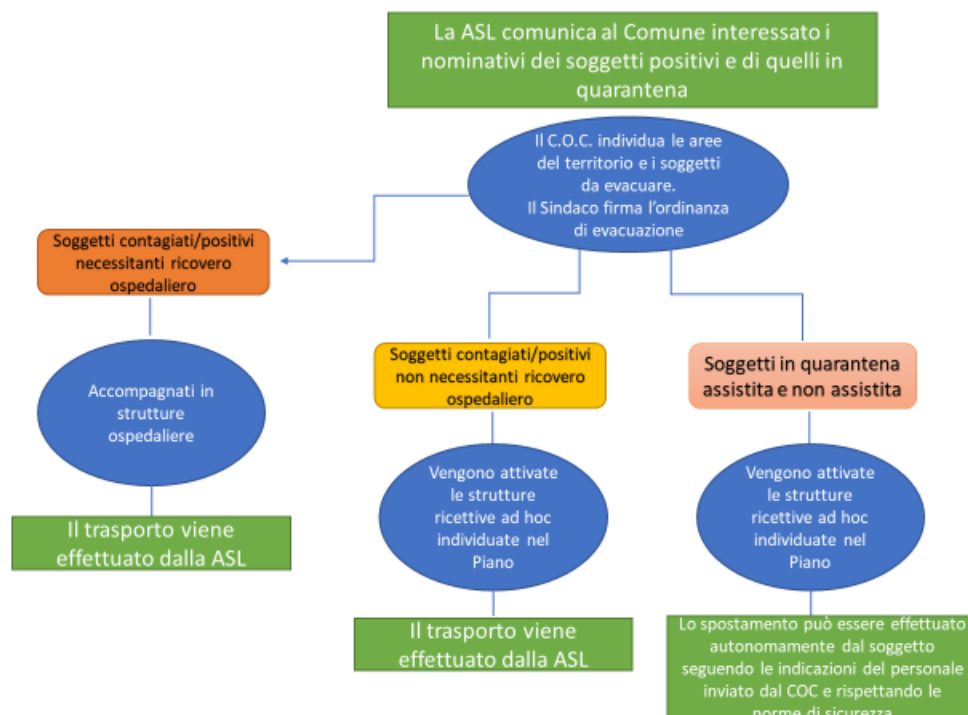 La ASL comunica al Comune interessato i
nominativi dei soggetti positivi e di quelli in
quarantena
Il C.O.C. individua le aree
del territorio e i soggetti
da evacuare.
Il Sindaco firma l'ordinanza
di evacuazione
Soggetti contagiati/positivi
necessitanti ricovero
ospedaliero
Accompagnati in
strutture
ospedaliere
Il trasporto viene
effettuato dalla ASL
Soggetti contagiati/positivi
non necessitanti ricovero
ospedaliero
Vengono attivate
le strutture
ricettive ad hoc
individuate nel
Piano
Il trasporto viene
effettuato dalla ASL
Soggetti in quarantena
assistita e non assistita
Vengono attivate
le strutture
ricettive ad hoc
individuate nel
Piano
Lo spostamento può essere effettuato
autonomamente dal soggetto
seguendo le indicazioni del personale
inviato dal COC e rispettando le
norme di sicurezza